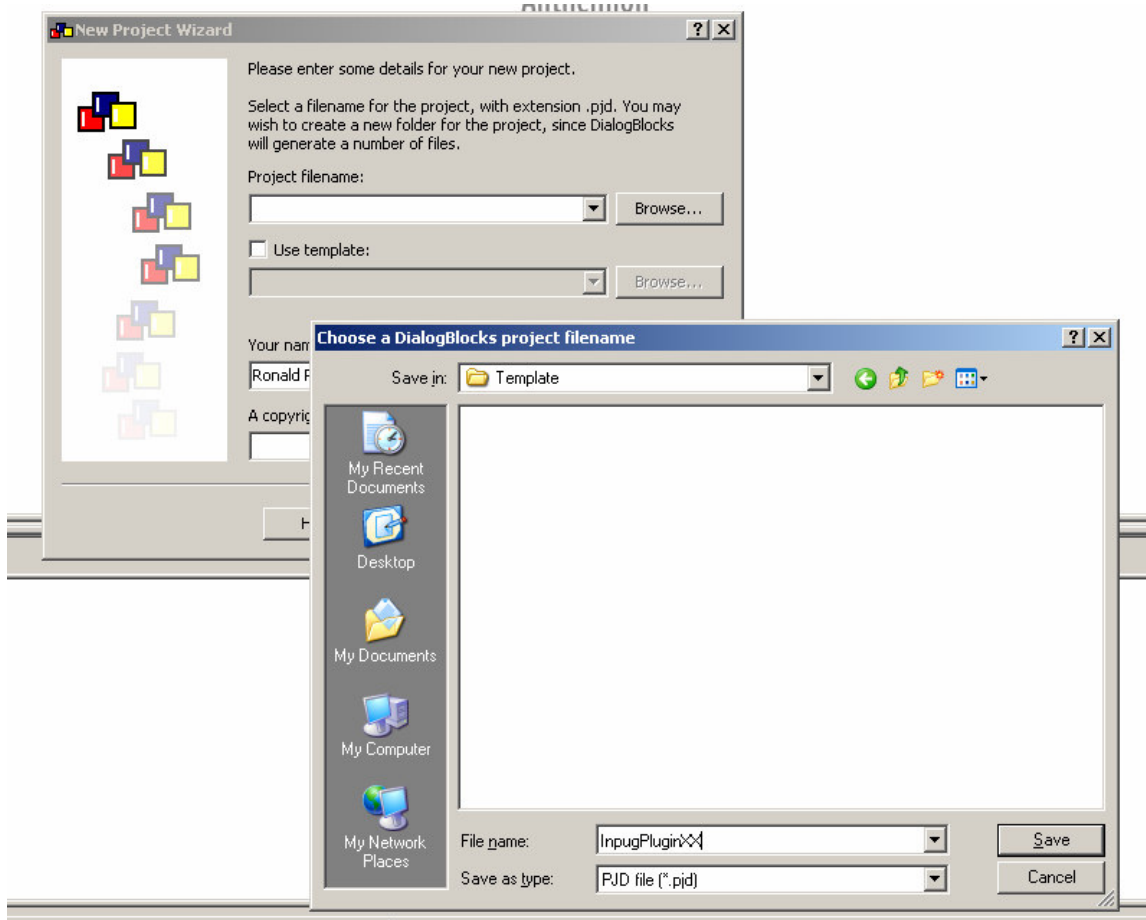 Anthemion
New Project Wizard
Please enter some details for your new project.
Select a filename for the project, with extension .pjd. You may
wish to create a new folder for the project, since DialogBlocks
will generate a number of files.
Project filename:
Browse...
Use template:
Browse...
Your nam
Ronald
A copyrig
H
Choose a DialogBlocks project filename
Save in:
Template
My Recent
Documents
Desktop
My Documents
My Computer
My Network
Places
File name:
InpugPluginXX
Save
Save as type:
PJD file (*.pjd)
Cancel